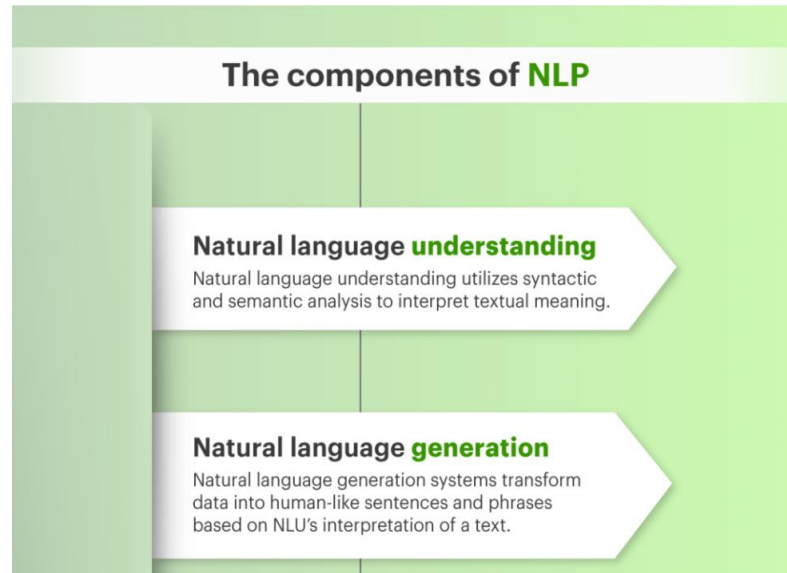 The components of NLP
Natural language understanding
Natural language understanding utilizes syntactic
and semantic analysis to interpret textual meaning.
Natural language generation
Natural language generation systems transform
data into human-like sentences and phrases
based on NLU’s interpretation of a text.